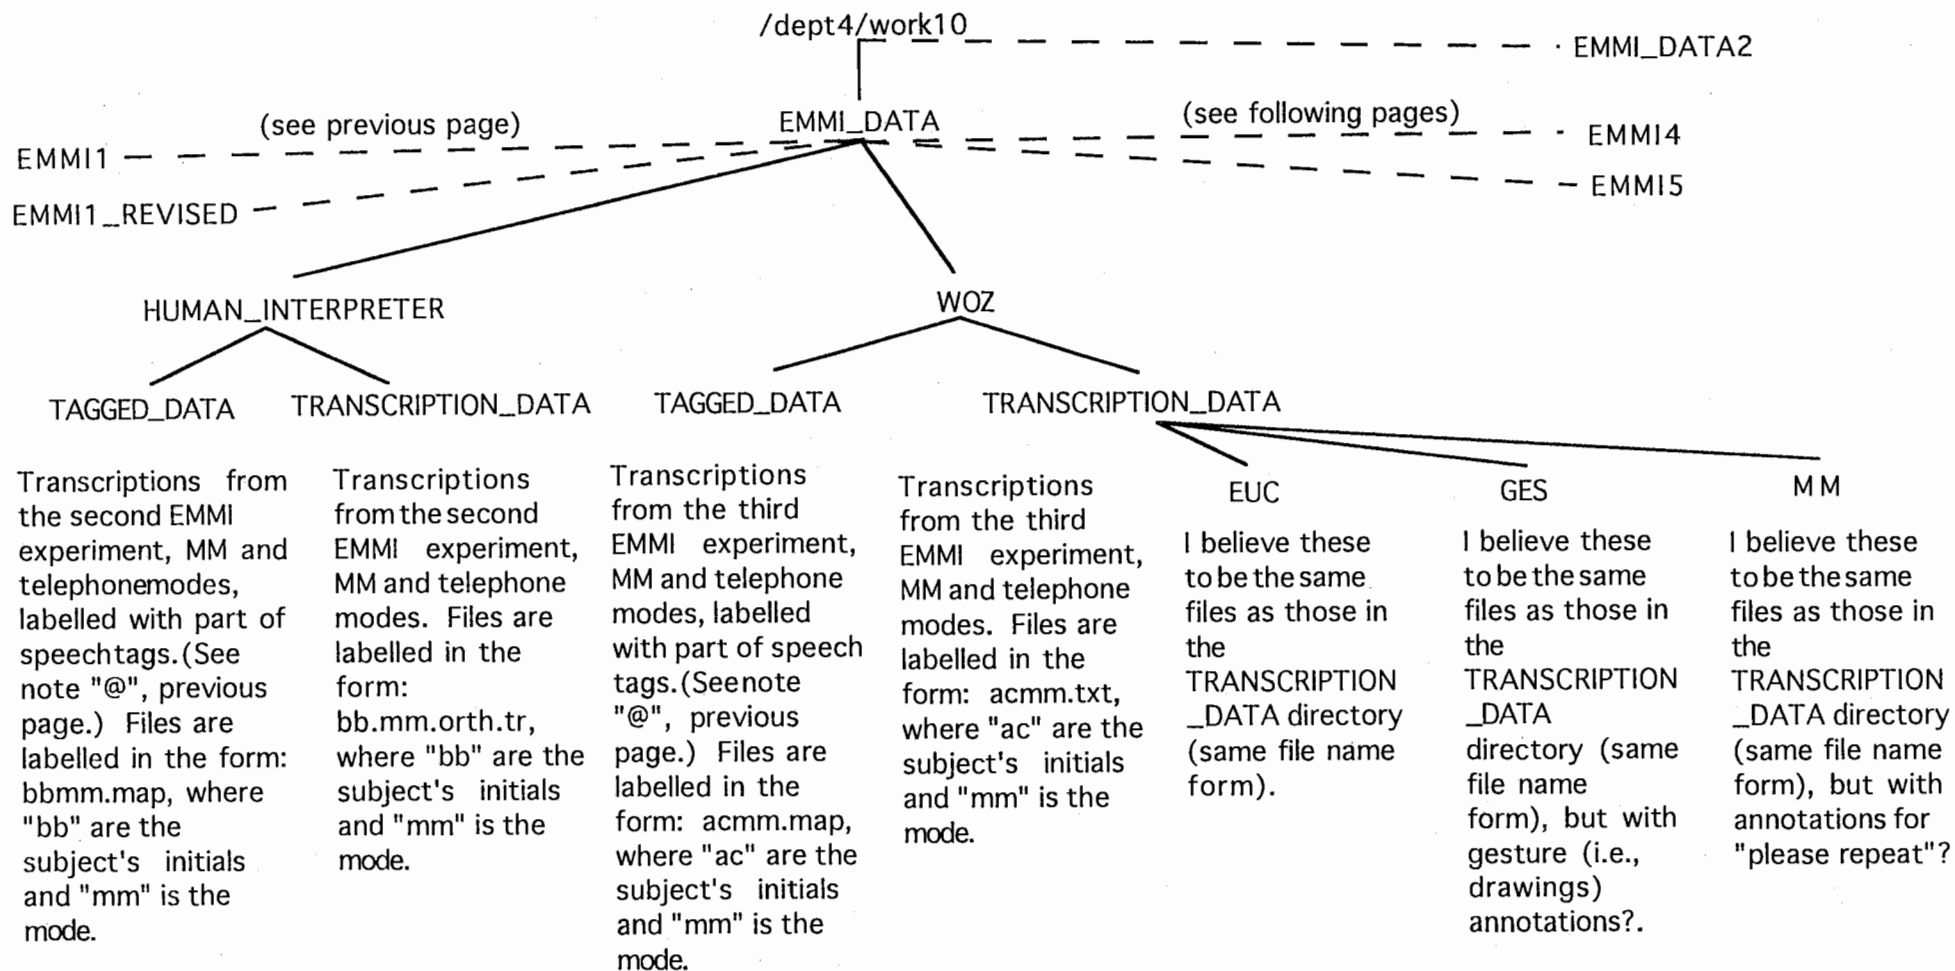 /dept4/work10
EMMI_DATA2
(see previous page)
EMMI_DATA
(see following pages)
EMMI1
EMMI4
EMMI1_REVISED
EMMI5
HUMAN_INTERPRETER
WOZ
TAGGED_DATA
TRANSCRIPTION_DATA
TAGGED_DATA
TRANSCRIPTION_DATA
Transcriptions from
the second EMMI
experiment, MM and
telephonemodes,
labelled with part of
speechtags.(See
note "@", previous
page.) Files are
labelled in the form:
bbmm.map, where
"bb" are the
subject's initials
and "mm" is the
mode.
Transcriptions
fromthesecond
EMMI experiment,
MM and telephone
modes. Files are
labelled in the
form:
bb.mm.orth.tr,
where "bb" are the
subject's initials
and "mm" is the
mode.
Transcriptions
from the third
EMMI experiment,
MM and telephone
modes, labelled
with part of speech
tags.(Seenote
"@", previous
page.) Files are
labelled in the
form: acmm.map,
where "ac" are the
subject's initials
and "mm" is the
mode.
Transcriptions
from the third
EMMI experiment,
MM and telephone
modes. Files are
labelled in the
form: acmm.txt,
where "ac" are the
subject's initials
and "mm" is the
mode.
EUC
I believe these
to be the same
files as those in
the
TRANSCRIPTION
_DATA directory
(same file name
form).
GES
I believe these
to be the same
files as those in
the
TRANSCRIPTION
_DATA
directory (same
file name
form), but with
gesture (i.e.,
drawings)
annotations?.
MM
I believe these
to be the same
files as those in
the
TRANSCRIPTION
_DATA directory
(same file name
form), but with
annotations for
"please repeat"?